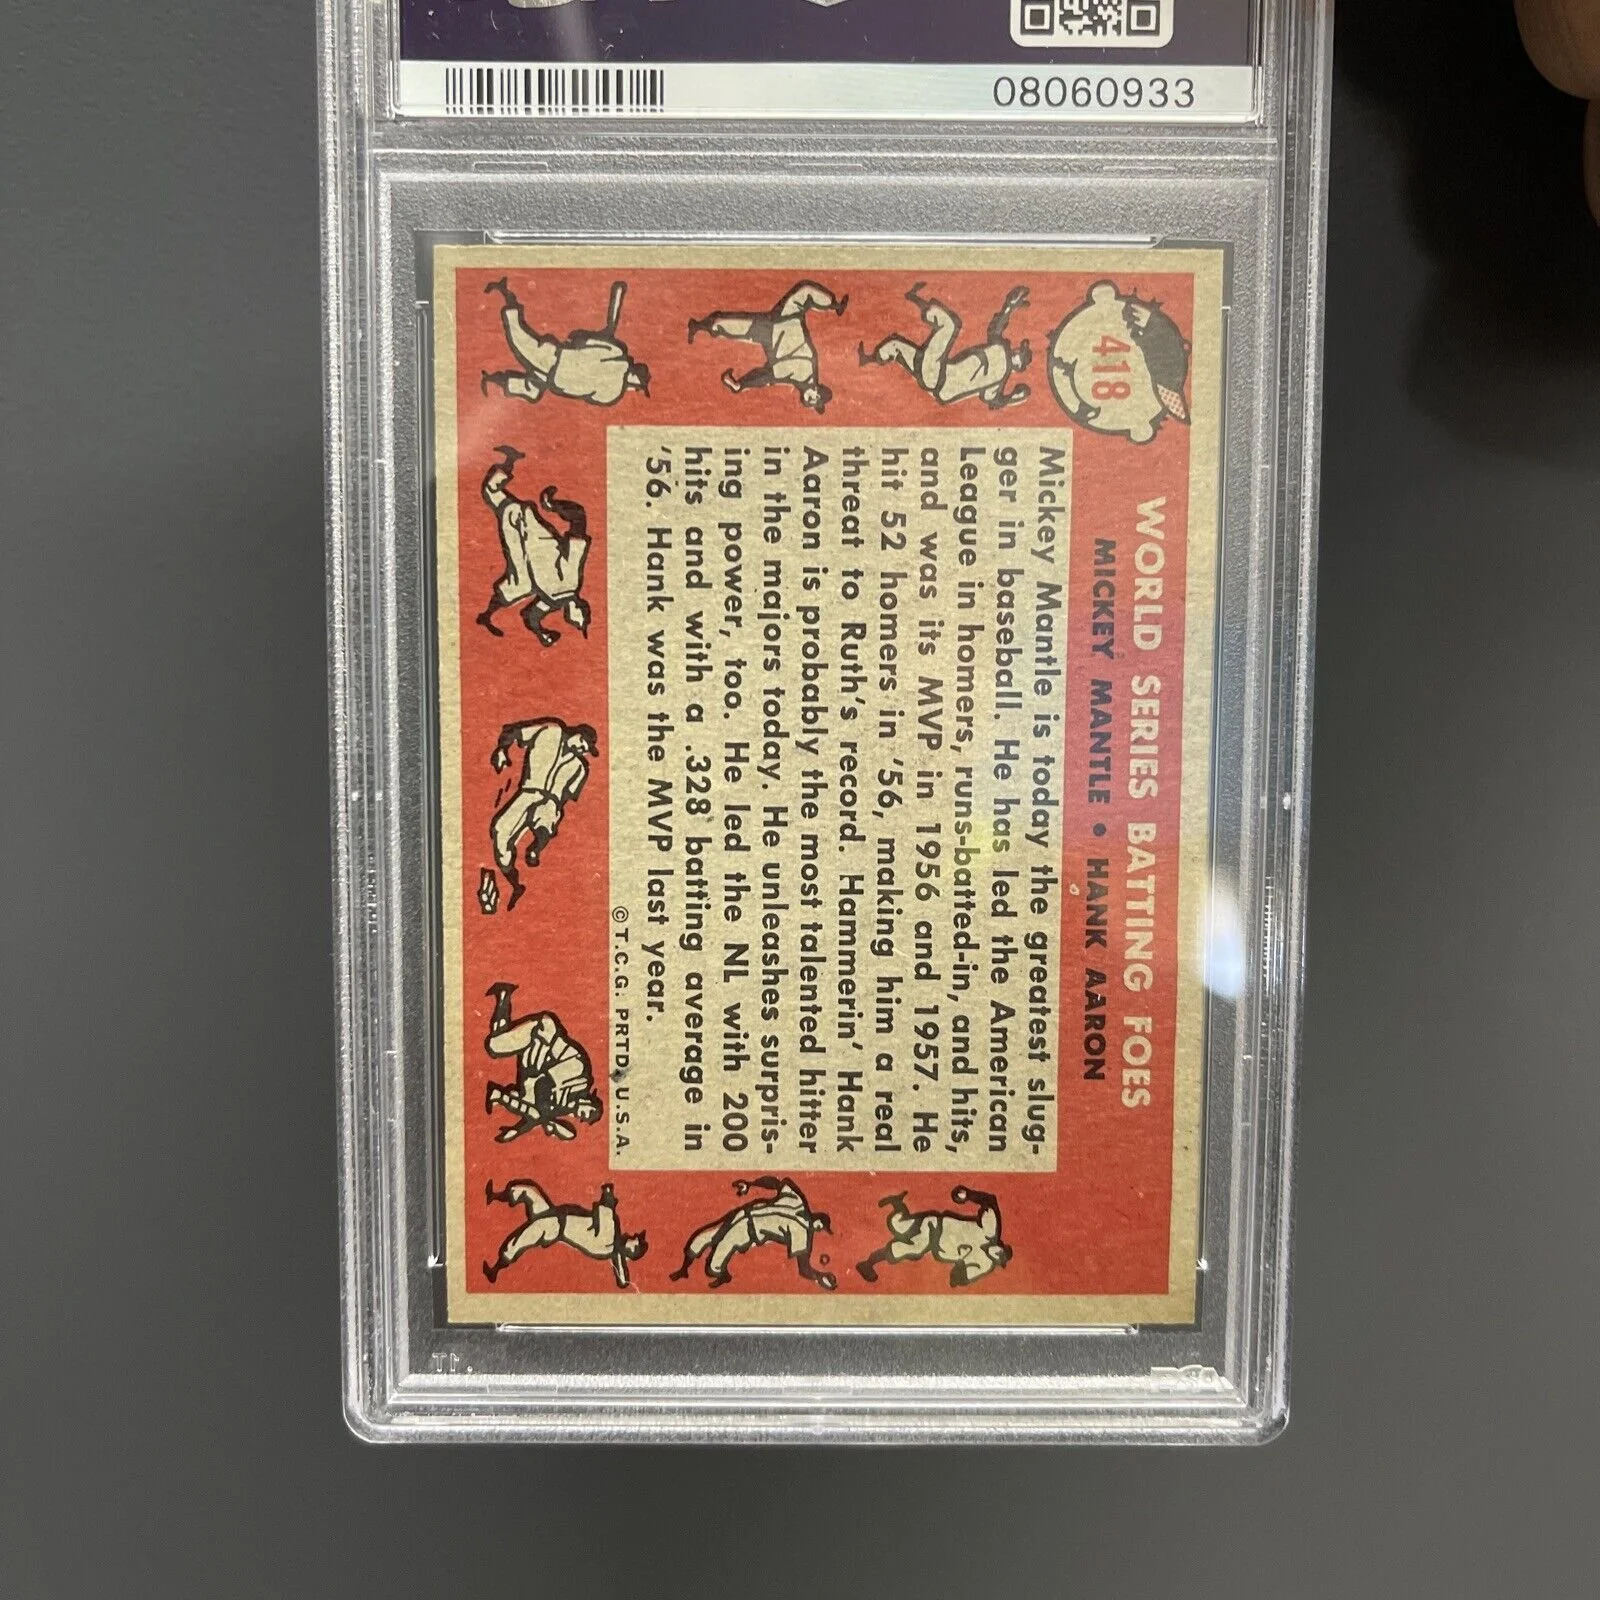 08060933
418
WORLD SERIES BATTING FOES
MICKEY MANTLE • HANK AARON
Mickey Mantle is today the greatest slug-
ger in baseball. He has led the American
League in homers, runs-batted-in, and hits,
and was its MVP in 1956 and 1957. He
hit 52 homers in '56, making him a real
threat to Ruth's record. Hammerin' Hank
Aaron is probably the most talented hitter
in the majors today. He unleashes surpris-
ing power, too. He led the NL with 200
hits and with a .328 batting average in
'56. Hank was the MVP last year.
© T.C.G. PRTD. U.S.A.